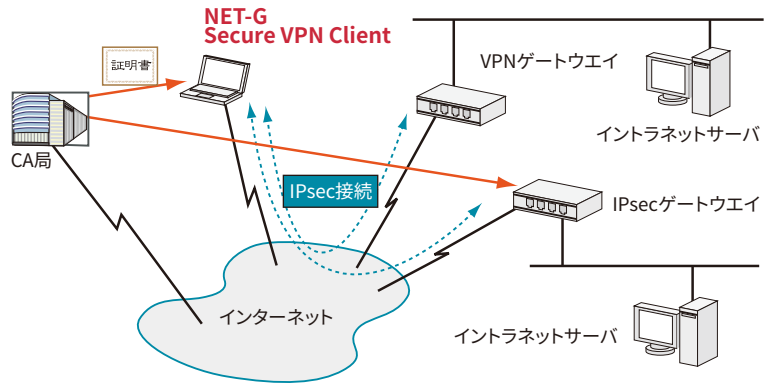 NET-G
Secure VPN Client
証明書
VPNゲートウエイ
イントラネットサーバ
CA局
IPsec接続
IPsecゲートウエイ
インターネット
イントラネットサーバ